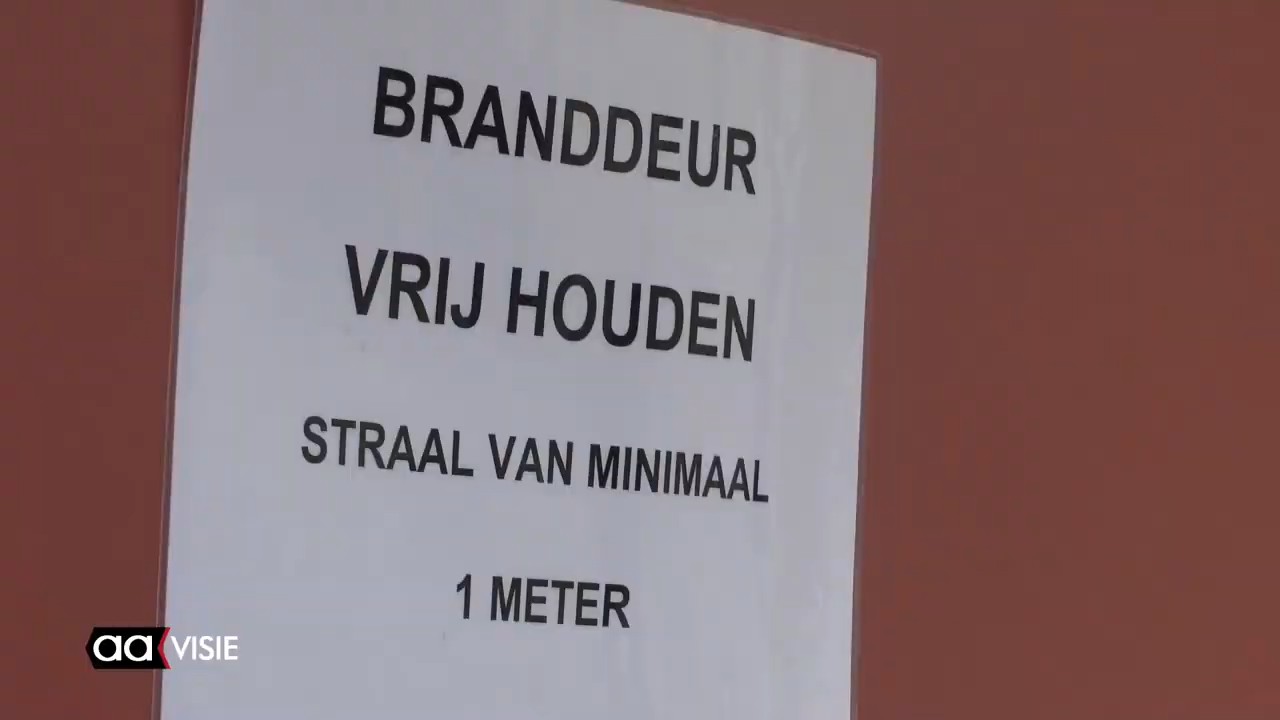 BRANDDEUR
VRIJ HOUDEN
STRAAL VAN MINIMAAL
1 METER
aa VISIE